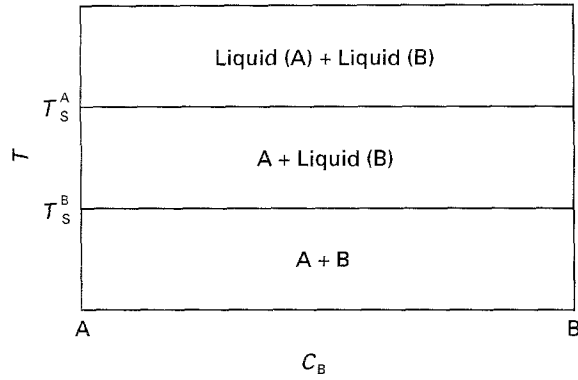 Liquid (A) + Liquid (B)
T_S^A
A + Liquid (B)
T
T_S^B
A + B
A B
C_B